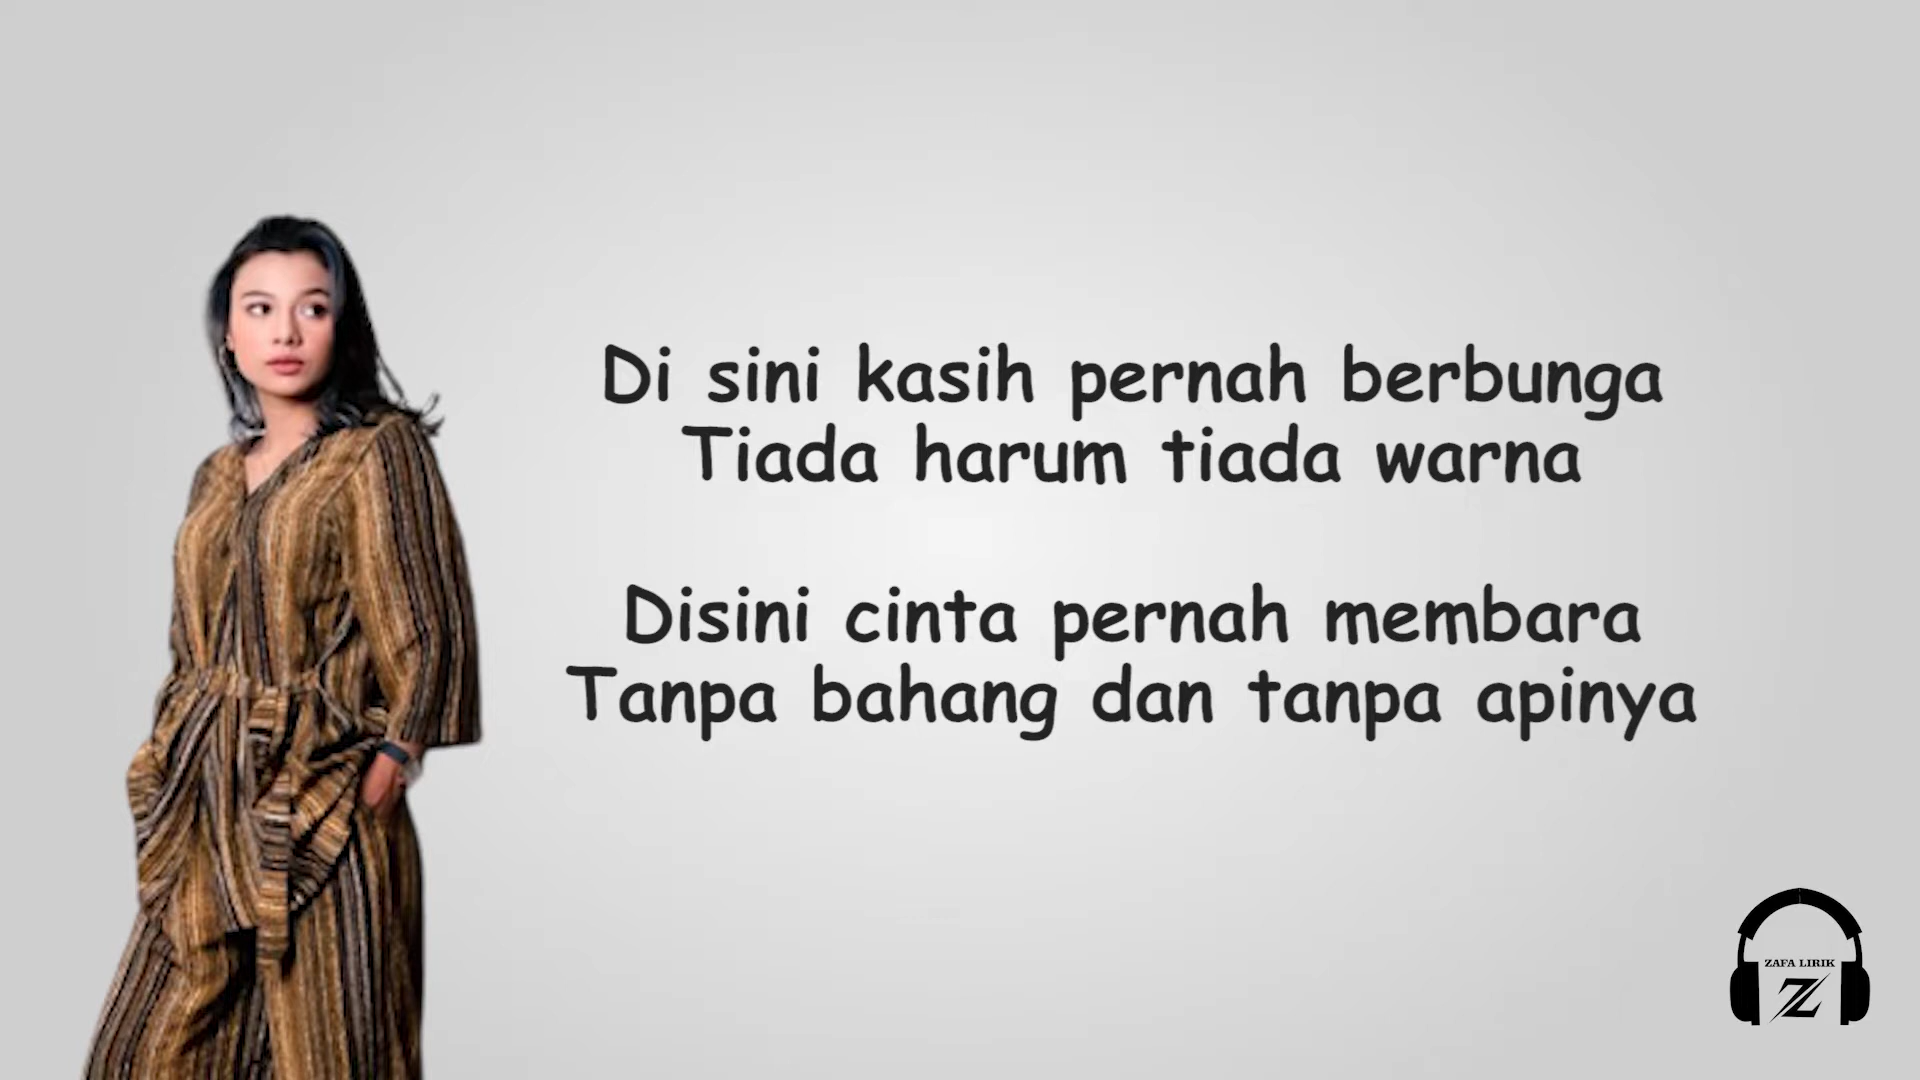 Di sini kasih pernah berbunga
Tiada harum tiada warna
Disini cinta pernah membara
Tanpa bahang dan tanpa apinya
ZAFA LIRIK
Z